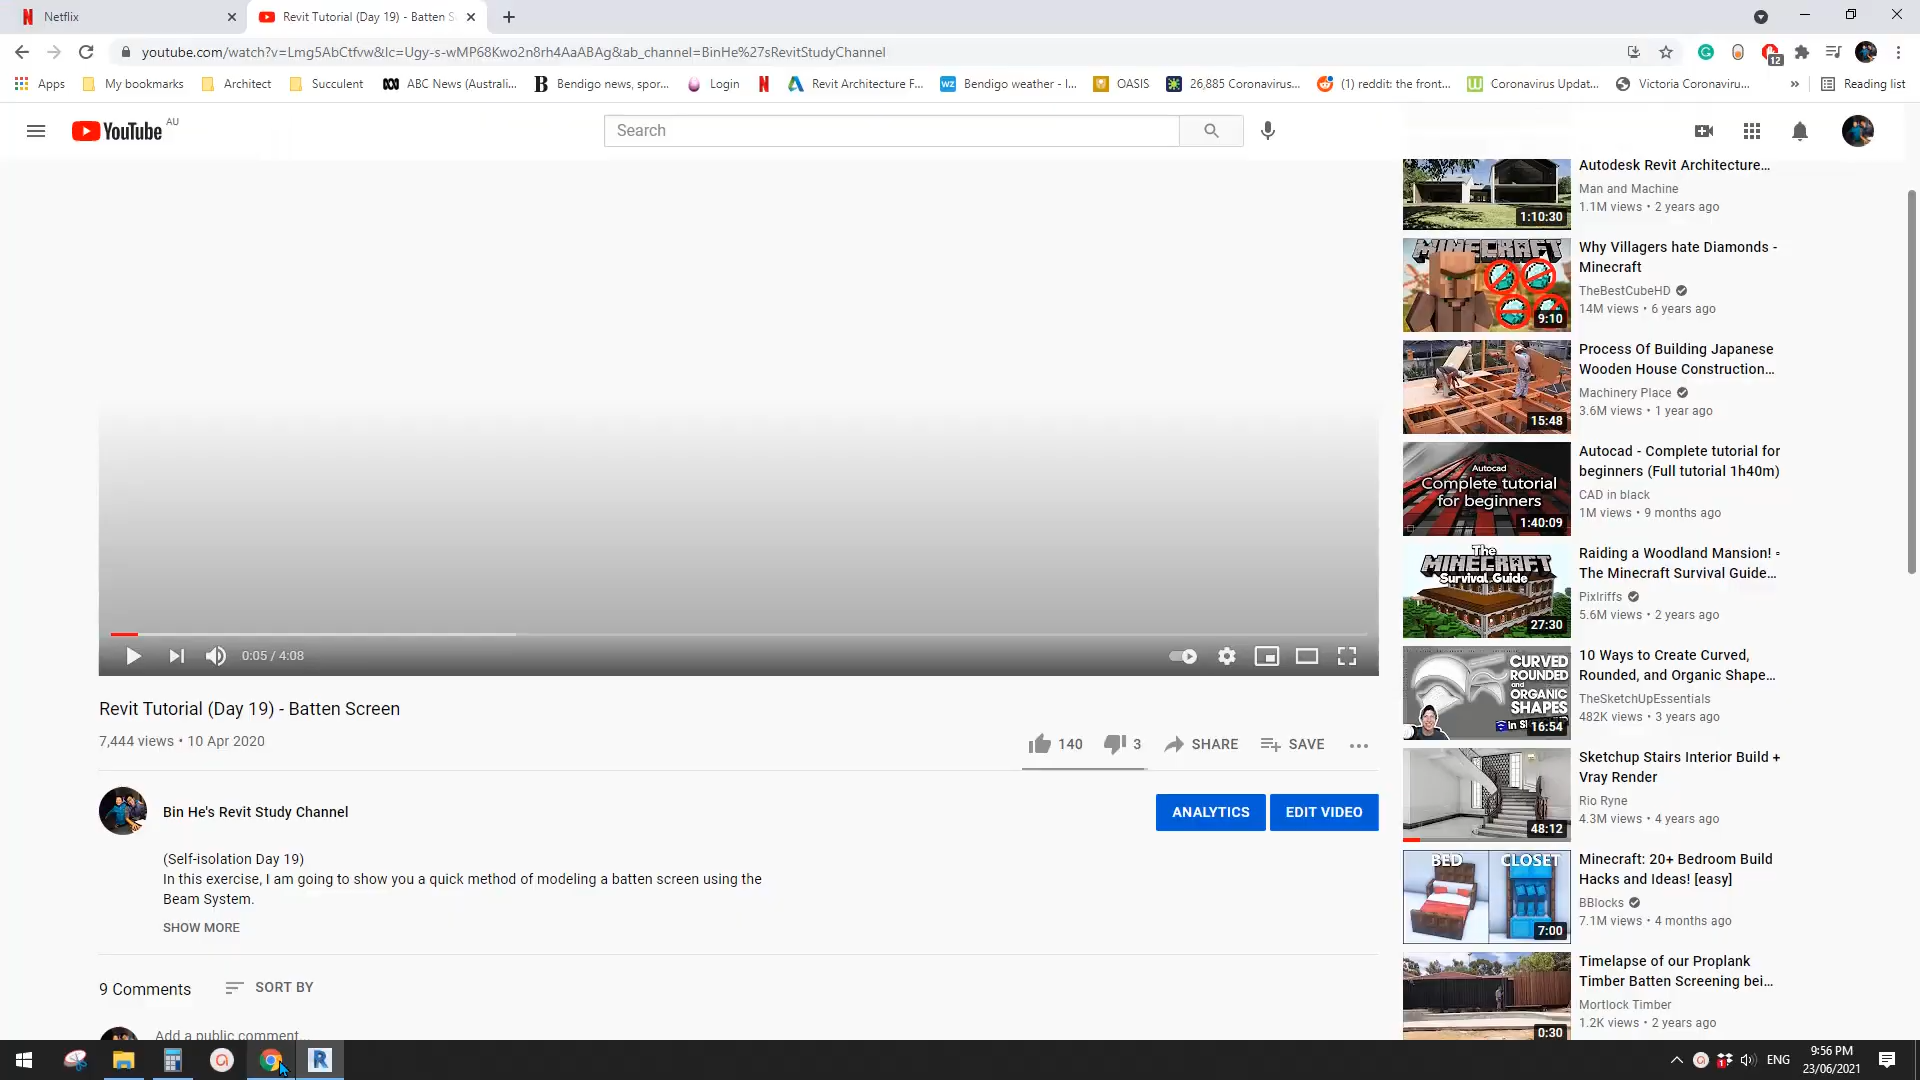 Netflix
Revit Tutorial (Day 19) - Batten S
youtube.com/watch?v=Lmg5AbCtfvw&lc=Ugy-s-wMP68Kwo2n8rh4AaABAg&ab_channel=BinHe%27sRevitStudyChannel
12
Apps
My bookmarks
Architect
Succulent
ABC News (Australi...
Bendigo news, spor...
Login
Revit Architecture F...
Bendigo weather - l...
OASIS
26,885 Coronavirus...
(1) reddit: the front...
Coronavirus Updat...
Victoria Coronaviru...
»
Reading list
YouTube AU
Search
Autodesk Revit Architecture...
Man and Machine
1.1M views • 2 years ago
1:10:30
MINECRAFT
9:10
Why Villagers hate Diamonds -
Minecraft
TheBestCubeHD
14M views • 6 years ago
15:48
Process Of Building Japanese
Wooden House Construction...
Machinery Place
3.6M views • 1 year ago
Autocad
Complete tutorial
for beginners
1:40:09
Autocad - Complete tutorial for
beginners (Full tutorial 1h40m)
CAD in black
1M views • 9 months ago
The
MINECRAFT
Survival Guide
27:30
Raiding a Woodland Mansion! ▫
The Minecraft Survival Guide...
Pixlriffs
5.6M views • 2 years ago
CURVED
ROUNDED
and
ORGANIC
SHAPES
in S
16:54
10 Ways to Create Curved,
Rounded, and Organic Shape...
TheSketchUpEssentials
482K views • 3 years ago
48:12
Sketchup Stairs Interior Build +
Vray Render
Rio Ryne
4.3M views • 4 years ago
BED CLOSET
7:00
Minecraft: 20+ Bedroom Build
Hacks and Ideas! [easy]
BBlocks
7.1M views • 4 months ago
0:30
Timelapse of our Proplank
Timber Batten Screening bei...
Mortlock Timber
1.2K views • 2 years ago
0:05 / 4:08
Revit Tutorial (Day 19) - Batten Screen
7,444 views • 10 Apr 2020
140
3
SHARE
SAVE
Bin He's Revit Study Channel
ANALYTICS
EDIT VIDEO
(Self-isolation Day 19)
In this exercise, I am going to show you a quick method of modeling a batten screen using the
Beam System.
SHOW MORE
9 Comments
SORT BY
Add a public comment...
ENG
9:56 PM
23/06/2021